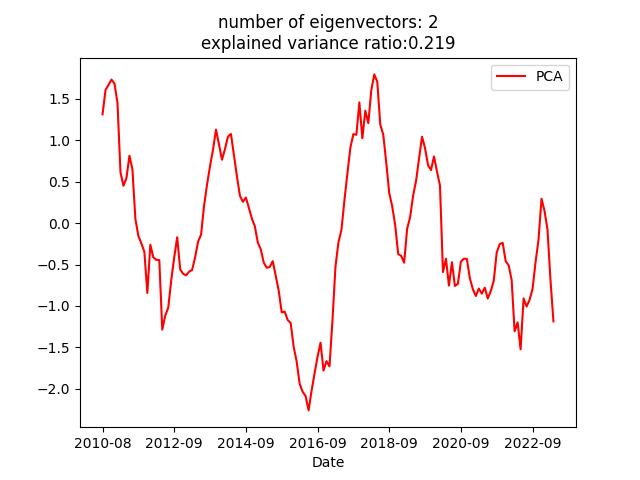 number of eigenvectors: 2
explained variance ratio:0.219
PCA
1.5
1.0
0.5
0.0
−0.5
−1.0
−1.5
−2.0
2010-08 2012-09 2014-09 2016-09 2018-09 2020-09 2022-09
Date